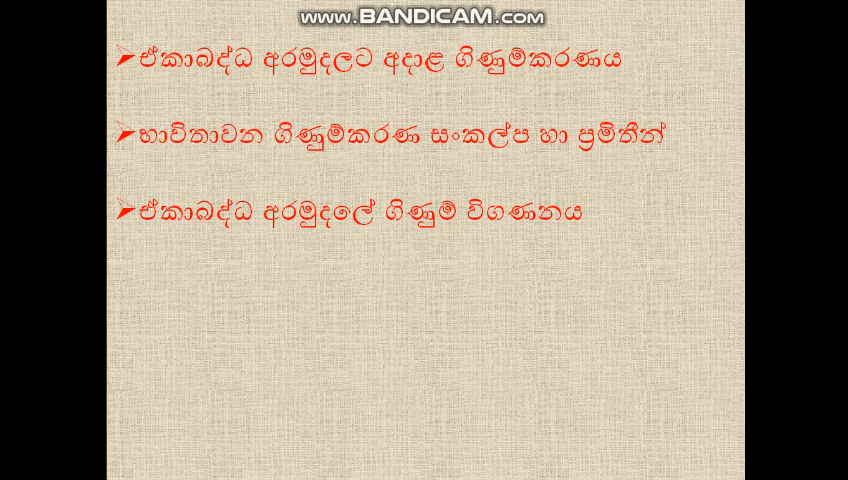 www.BANDICAM.com
➢ඒකාබද්ධ අරමුදලට අදාළ ගිණුම්කරණය
➢භාවිතාවන ගිණුම්කරණ සංකල්ප හා ප්‍රමිතීන්
➢ඒකාබද්ධ අරමුදලේ ගිණුම් විගණනය